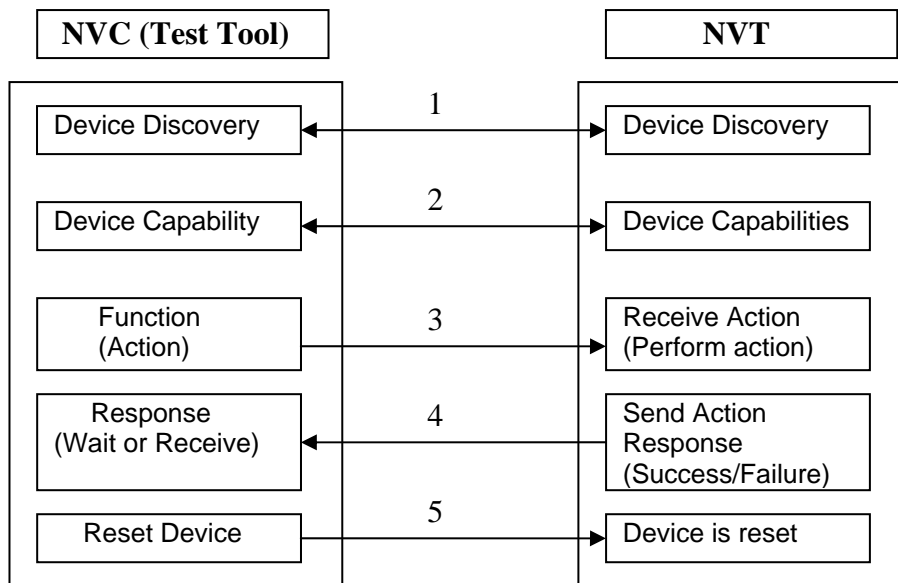 NVC (Test Tool)
NVT
1
Device Discovery
Device Discovery
2
Device Capability
Device Capabilities
3
Function
(Action)
Receive Action
(Perform action)
4
Response
(Wait or Receive)
Send Action
Response
(Success/Failure)
5
Reset Device
Device is reset